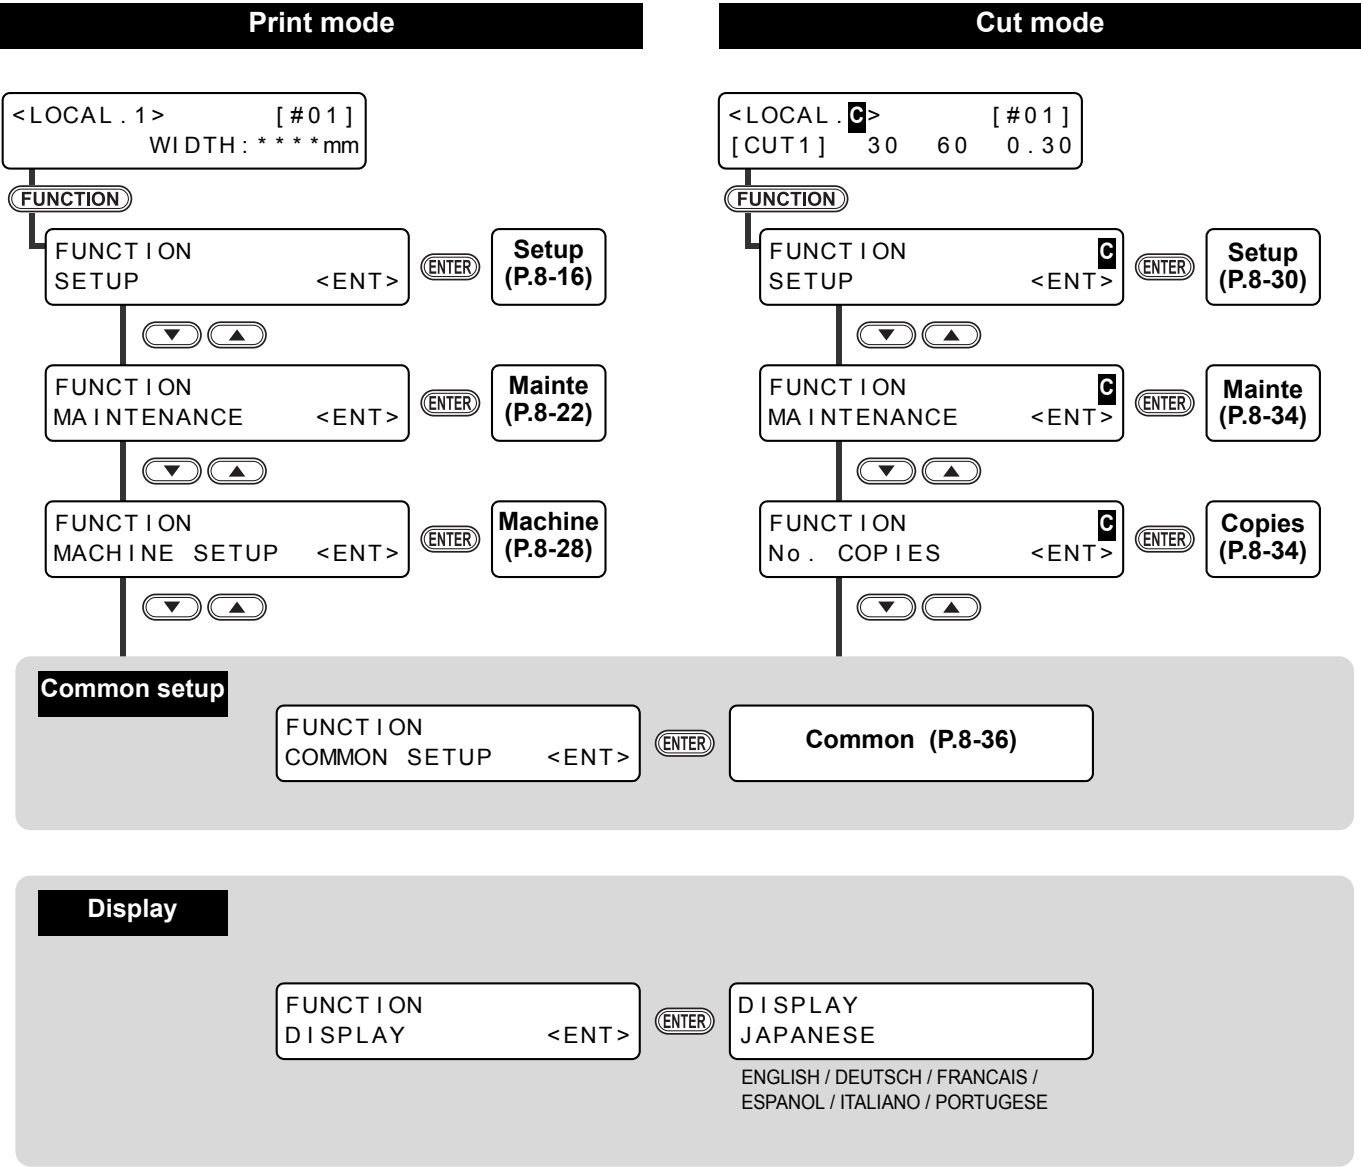 Print mode
<LOCAL.1> [#01]
WIDTH:****mm
FUNCTION
FUNCTION
SETUP <ENT>
ENTER
Setup
(P.8-16)
FUNCTION
MAINTENANCE <ENT>
ENTER
Mainte
(P.8-22)
FUNCTION
MACHINE SETUP <ENT>
ENTER
Machine
(P.8-28)
Cut mode
<LOCAL.C> [#01]
[CUT1] 30 60 0.30
FUNCTION
FUNCTION C
SETUP <ENT>
ENTER
Setup
(P.8-30)
FUNCTION C
MAINTENANCE <ENT>
ENTER
Mainte
(P.8-34)
FUNCTION C
No. COPIES <ENT>
ENTER
Copies
(P.8-34)
Common setup
FUNCTION
COMMON SETUP <ENT>
ENTER
Common (P.8-36)
Display
FUNCTION
DISPLAY <ENT>
ENTER
DISPLAY
JAPANESE
ENGLISH / DEUTSCH / FRANCAIS /
ESPANOL / ITALIANO / PORTUGESE